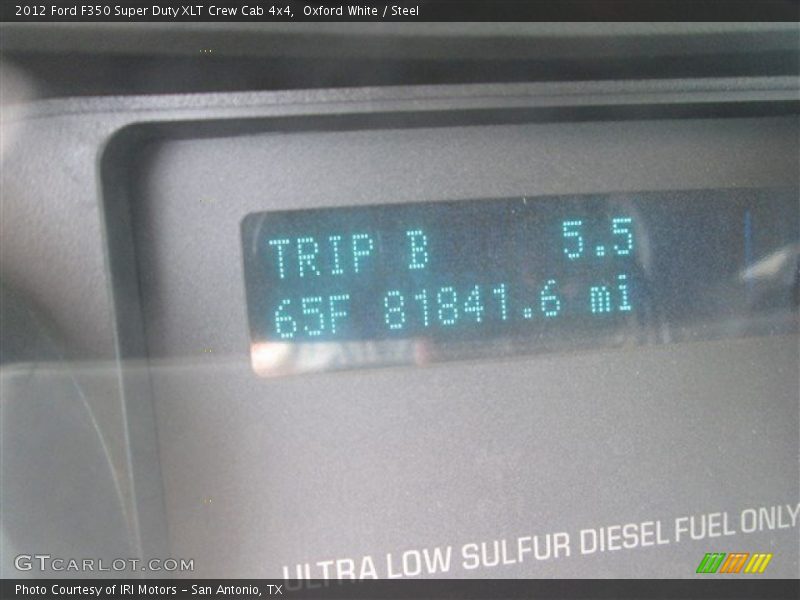 2012 Ford F350 Super Duty XLT Crew Cab 4x4,  Oxford White / Steel
TRIP B 5.5
65F 81841.6 mi
ULTRA LOW SULFUR DIESEL FUEL ONLY
GTCARLOT.COM
Photo Courtesy of IRI Motors - San Antonio, TX